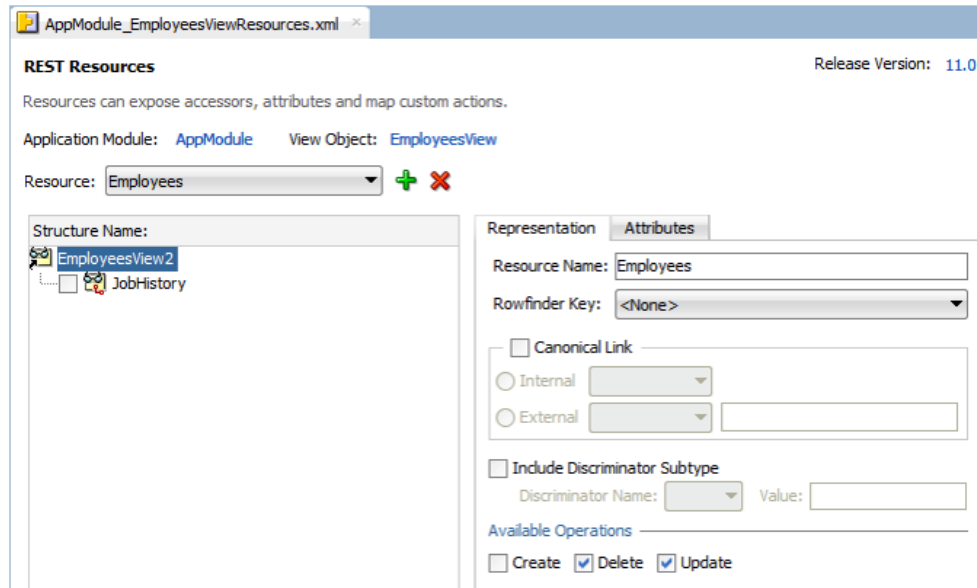 AppModule_EmployeesViewResources.xml
REST Resources
Release Version: 11.0
Resources can expose accessors, attributes and map custom actions.
Application Module: AppModule View Object: EmployeesView
Resource: Employees
Structure Name:
EmployeesView2
JobHistory
Representation Attributes
Resource Name: Employees
Rowfinder Key: <None>
Canonical Link
Internal
External
Include Discriminator Subtype
Discriminator Name: Value:
Available Operations
Create Delete Update